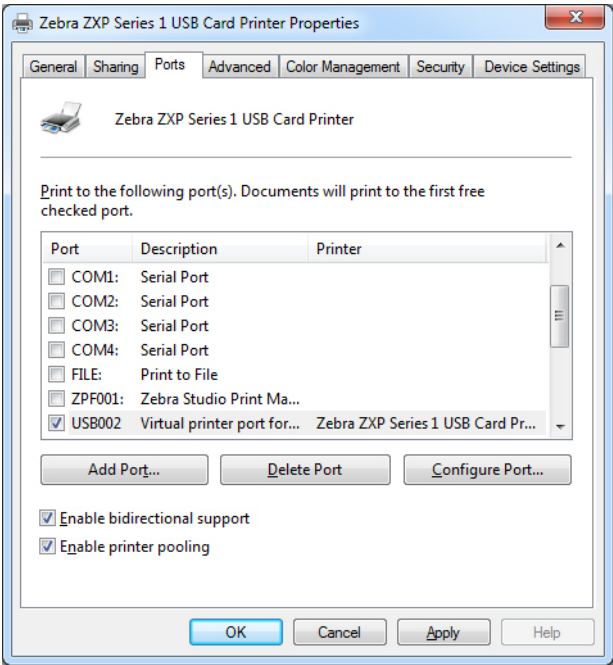 Zebra ZXP Series 1 USB Card Printer Properties
General Sharing Ports Advanced Color Management Security Device Settings
Zebra ZXP Series 1 USB Card Printer
Print to the following port(s). Documents will print to the first free
checked port.
Port Description Printer
COM1: Serial Port
COM2: Serial Port
COM3: Serial Port
COM4: Serial Port
FILE: Print to File
ZPF001: Zebra Studio Print Ma...
USB002 Virtual printer port for... Zebra ZXP Series 1 USB Card Pr...
Add Port... Delete Port Configure Port...
Enable bidirectional support
Enable printer pooling
OK Cancel Apply Help